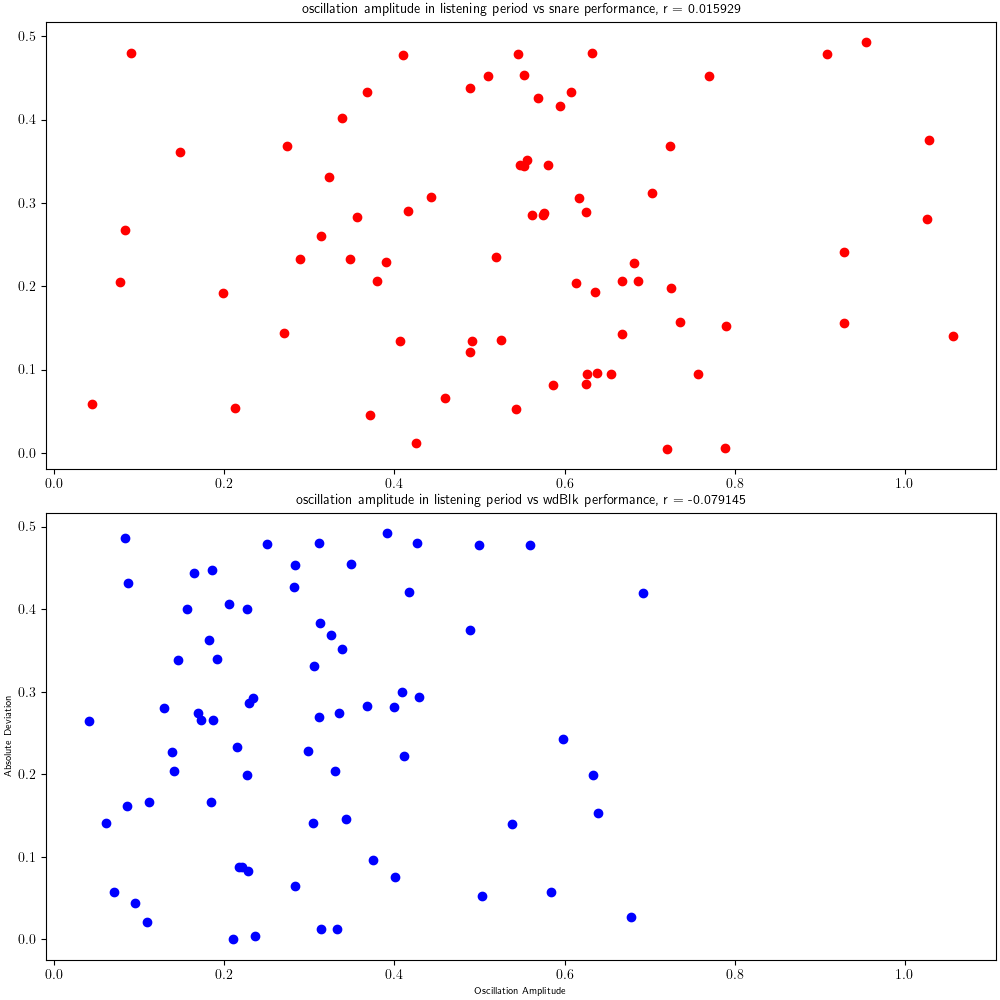 oscillation amplitude in listening period vs snare performance, r = 0.015929
0.5
0.4
0.3
0.2
0.1
0.0
0.0 0.2 0.4 0.6 0.8 1.0
oscillation amplitude in listening period vs wdBlk performance, r = -0.079145
0.5
0.4
0.3
0.2
0.1
0.0
Absolute Deviation
0.0 0.2 0.4 0.6 0.8 1.0
Oscillation Amplitude